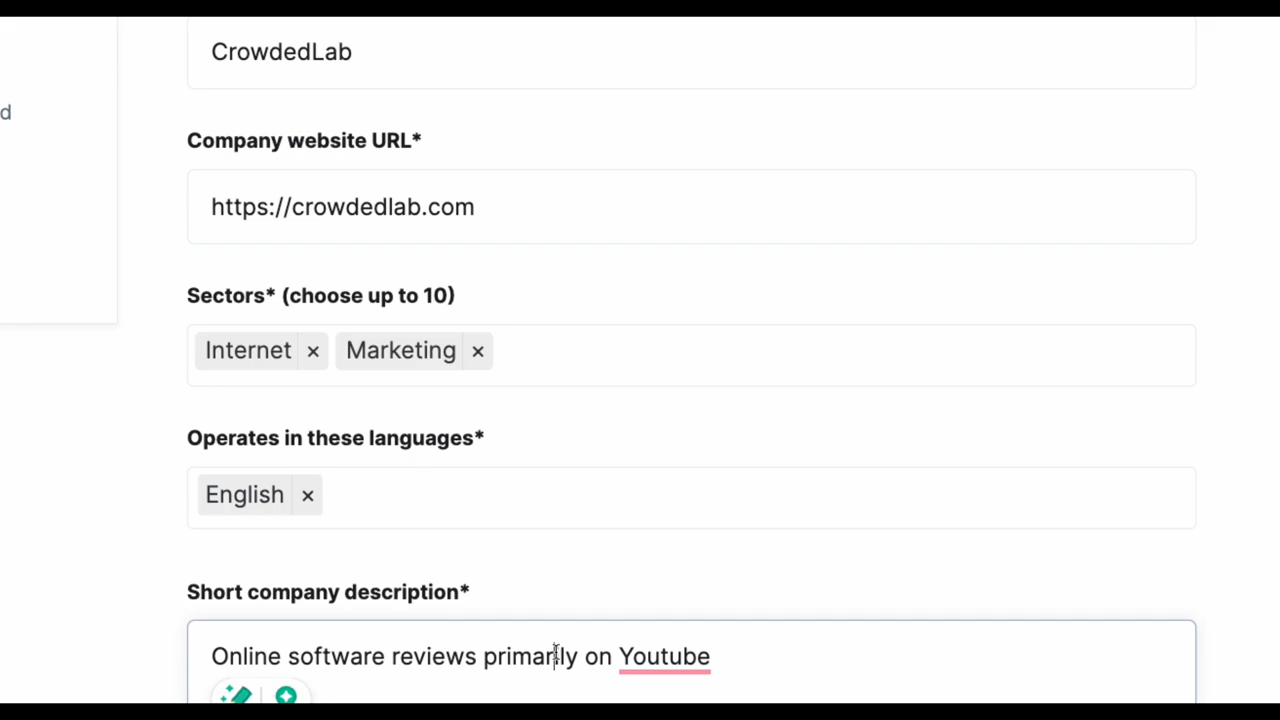 CrowdedLab
d
Company website URL*
https://crowdedlab.com
Sectors* (choose up to 10)
Internet × Marketing ×
Operates in these languages*
English ×
Short company description*
Online software reviews primarily on Youtube